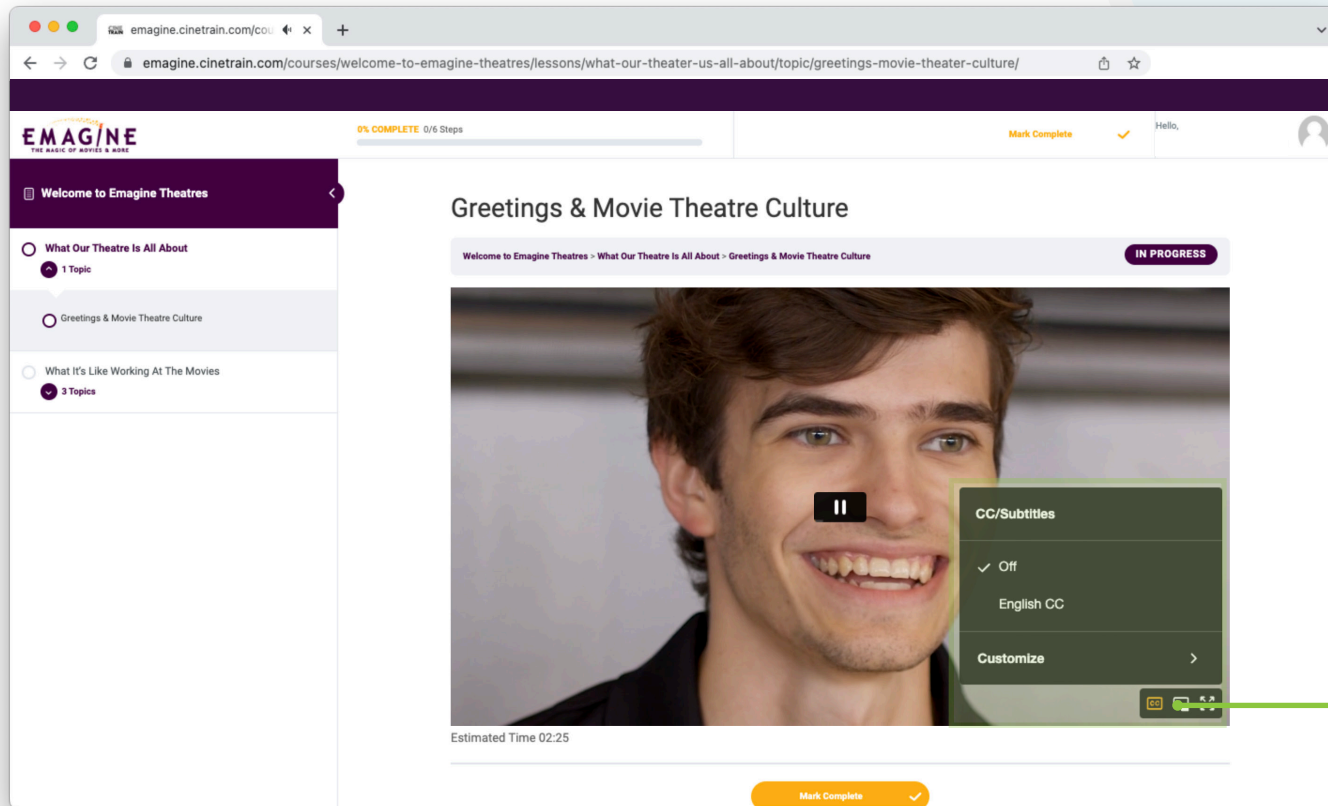 CINE TRAIN emagine.cinetrain.com/cou
emagine.cinetrain.com/courses/welcome-to-emagine-theatres/lessons/what-our-theater-us-all-about/topic/greetings-movie-theater-culture/
EMAGINE
THE MAGIC OF MOVIES & MORE
0% COMPLETE 0/6 Steps
Mark Complete
Hello,
Welcome to Emagine Theatres
What Our Theatre Is All About
1 Topic
Greetings & Movie Theatre Culture
What It's Like Working At The Movies
3 Topics
Greetings & Movie Theatre Culture
Welcome to Emagine Theatres > What Our Theatre Is All About > Greetings & Movie Theatre Culture
IN PROGRESS
CC/Subtitles
Off
English CC
Customize
CC
Estimated Time 02:25
Mark Complete